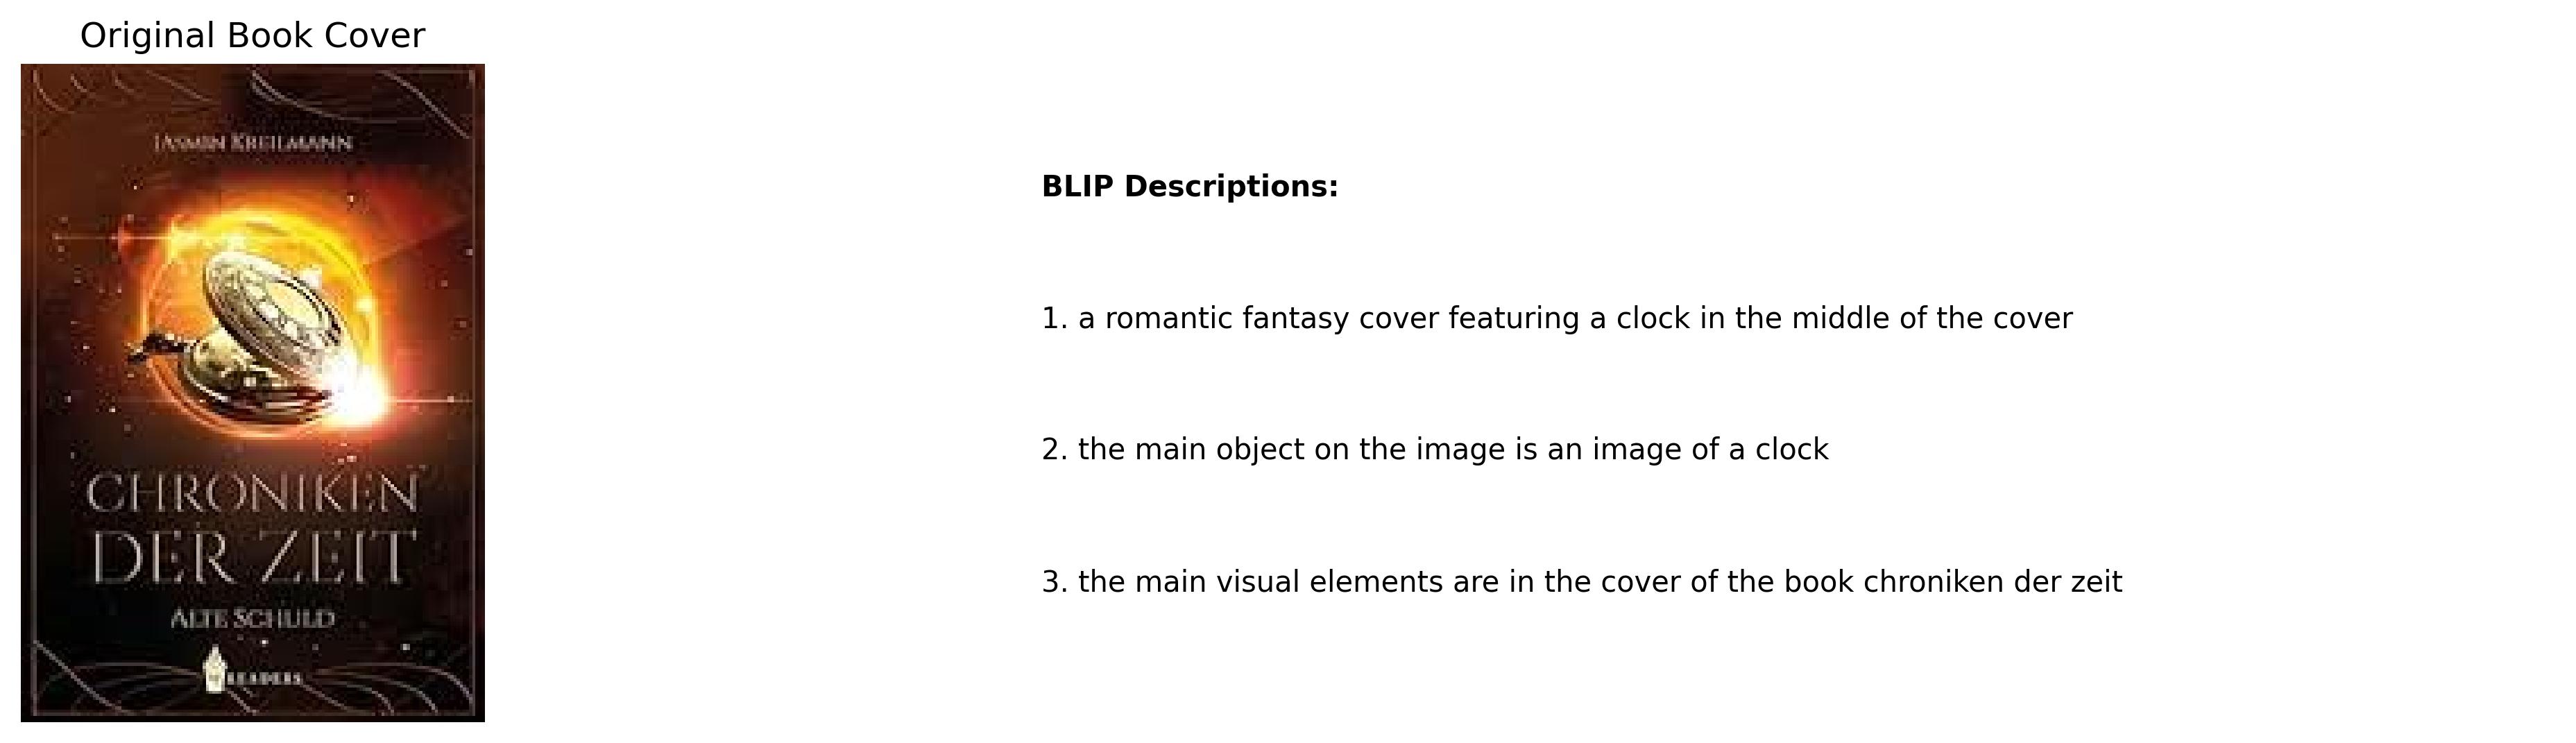 Original Book Cover
JASMIN KREILMANN
CHRONIKEN
DER ZEIT
ALTE SCHULD
READERS
BLIP Descriptions:
1. a romantic fantasy cover featuring a clock in the middle of the cover
2. the main object on the image is an image of a clock
3. the main visual elements are in the cover of the book chroniken der zeit